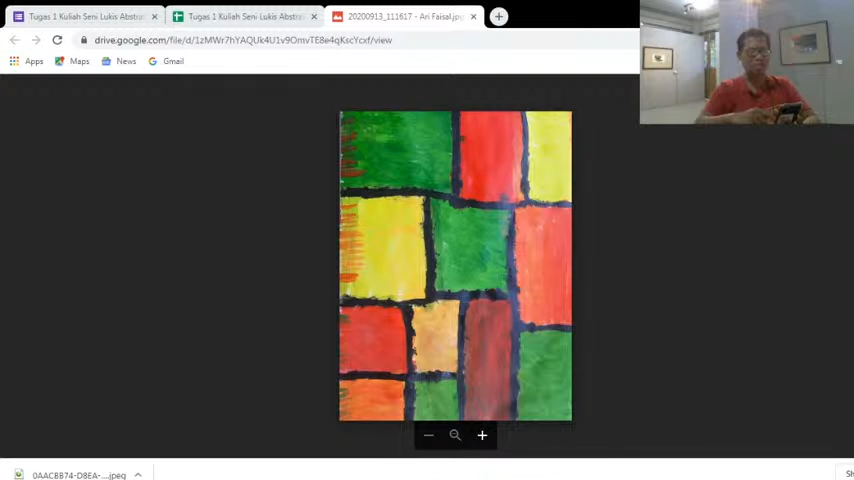 Tugas 1 Kuliah Seni Lukis Abstra
Tugas 1 Kuliah Seni Lukis Abstra
20200913_111617 - Ari Faisal.jpg
drive.google.com/file/d/1zMWr7hYAQUk4U1v9OmvTE8e4qKscYcxf/view
Apps
Maps
News
Gmail
0AACBB74-D8EA-....jpeg
Sh